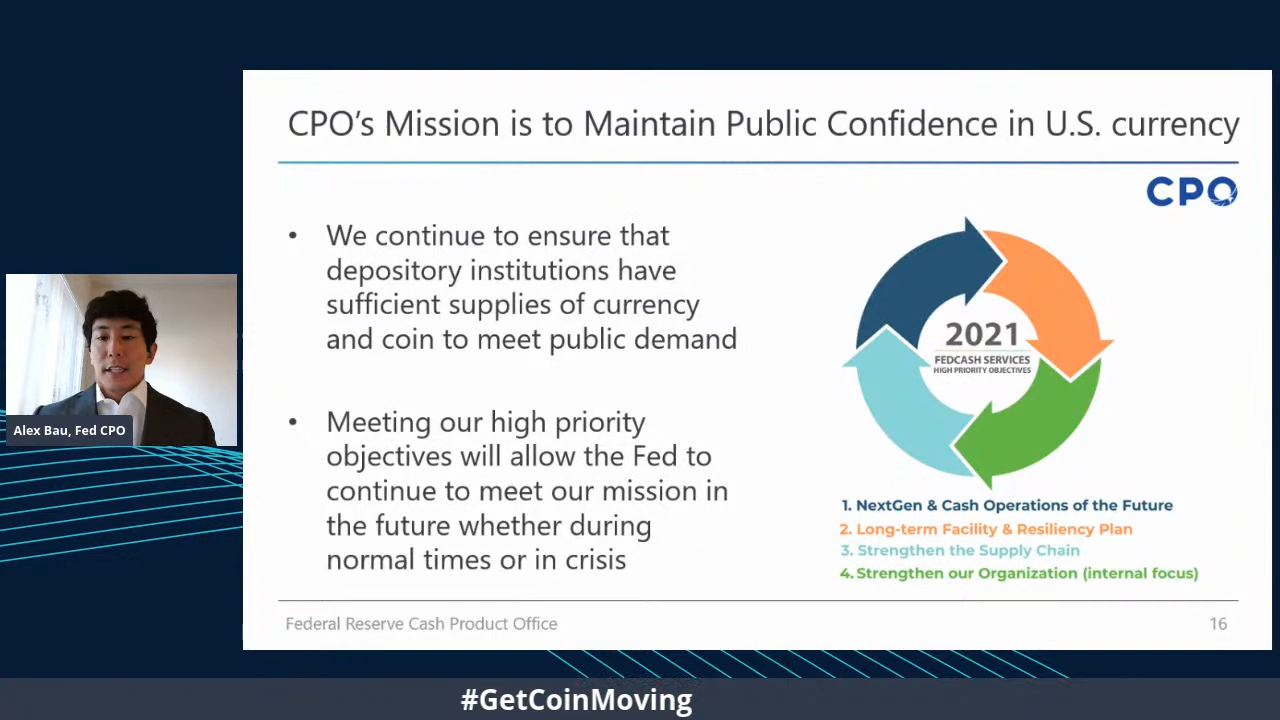 CPO's Mission is to Maintain Public Confidence in U.S. currency
CPO
• We continue to ensure that
depository institutions have
sufficient supplies of currency
and coin to meet public demand
• Meeting our high priority
objectives will allow the Fed to
continue to meet our mission in
the future whether during
normal times or in crisis
2021
FEDCASH SERVICES
HIGH PRIORITY OBJECTIVES
1. NextGen & Cash Operations of the Future
2. Long-term Facility & Resiliency Plan
3. Strengthen the Supply Chain
4. Strengthen our Organization (internal focus)
Federal Reserve Cash Product Office
16
Alex Bau, Fed CPO
#GetCoinMoving